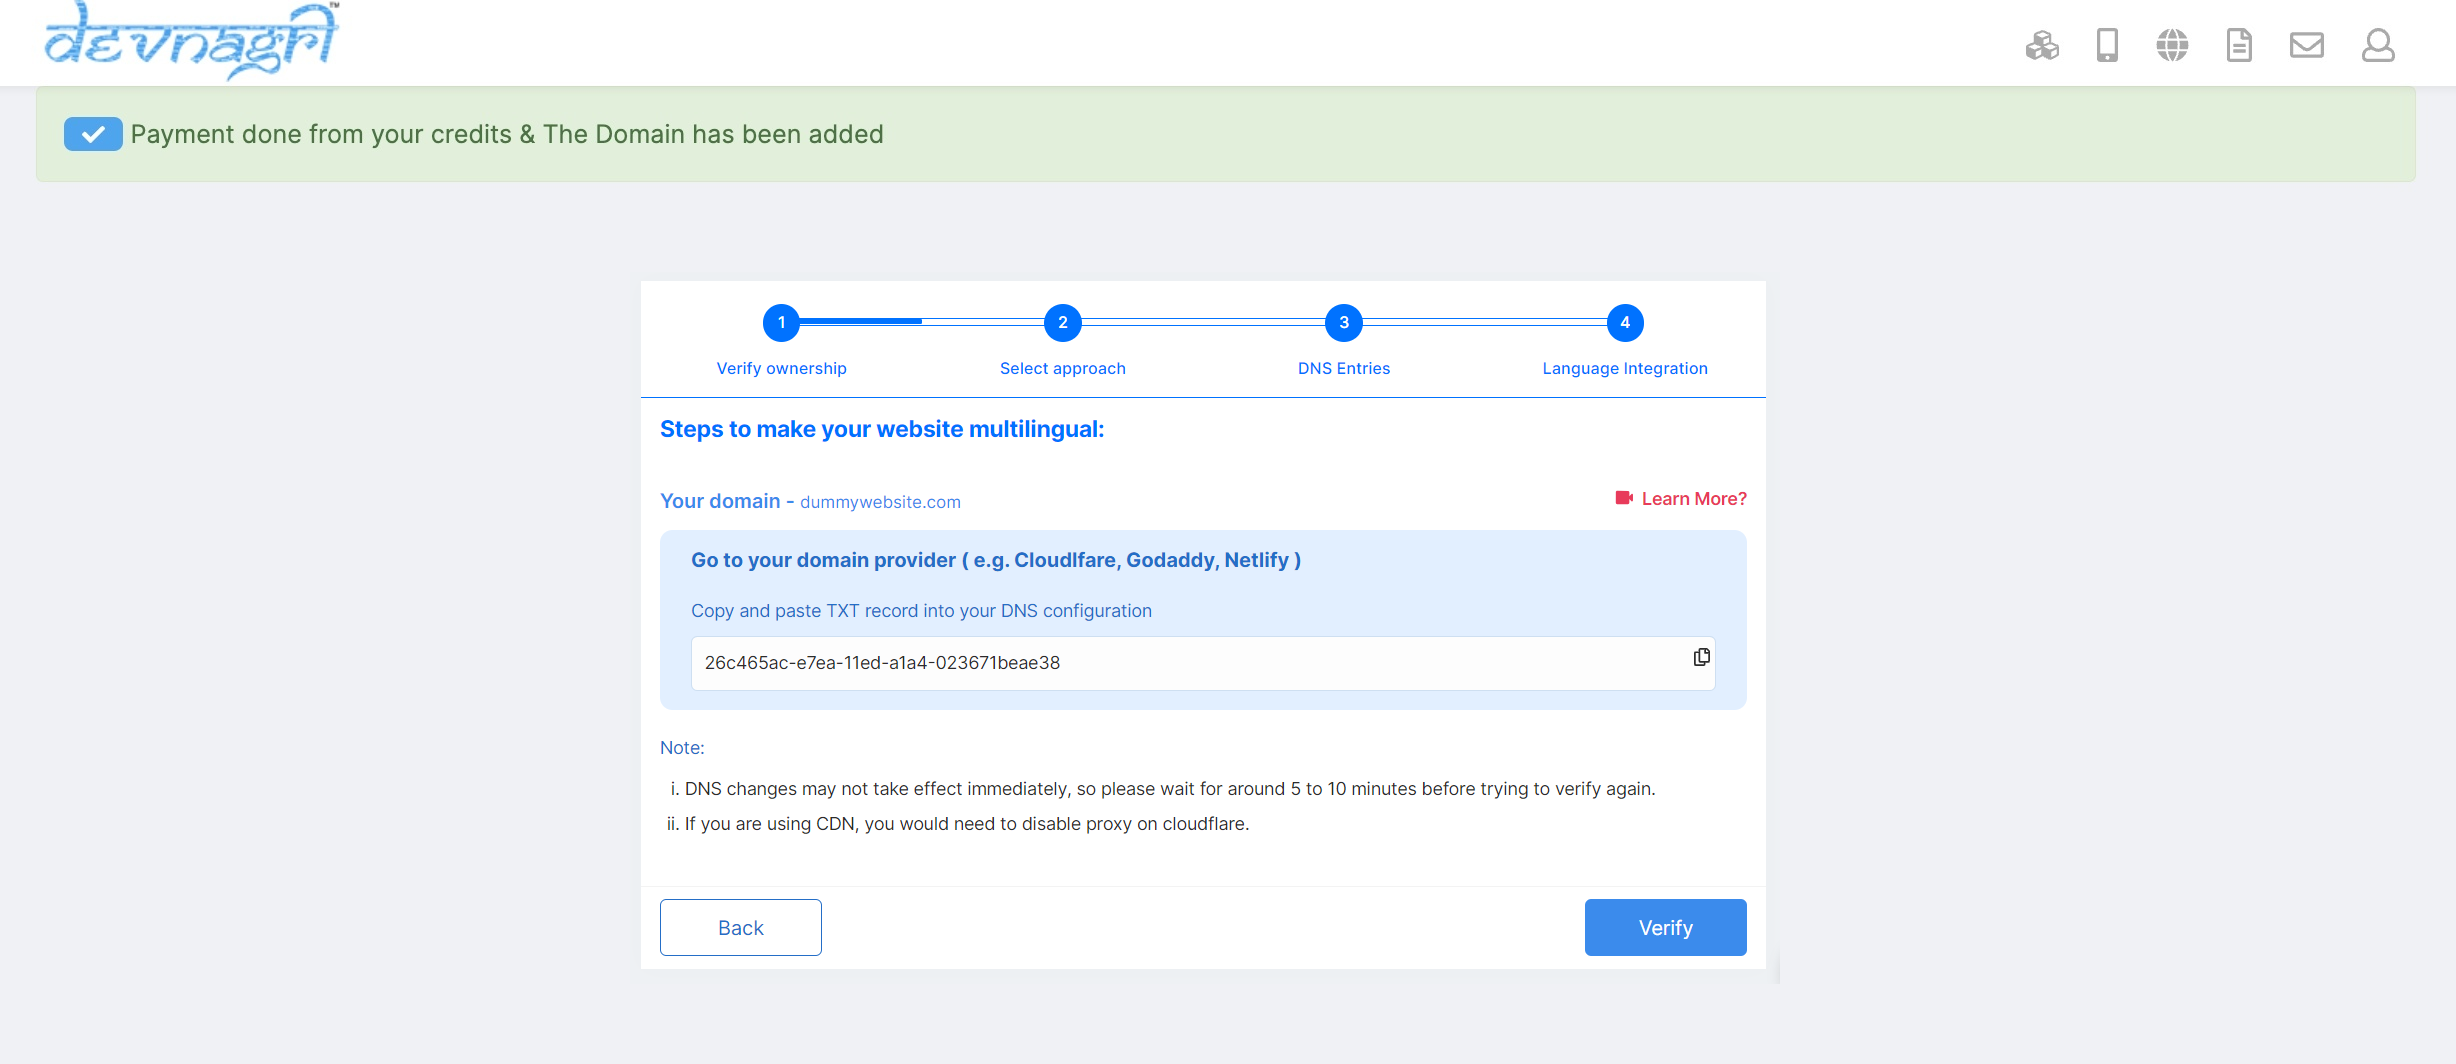 devnagri™
Payment done from your credits & The Domain has been added
1 2 3 4
Verify ownership Select approach DNS Entries Language Integration
Steps to make your website multilingual:
Your domain - dummywebsite.com Learn More?
Go to your domain provider ( e.g. Cloudlfare, Godaddy, Netlify )
Copy and paste TXT record into your DNS configuration
26c465ac-e7ea-11ed-a1a4-023671beae38
Note:
i. DNS changes may not take effect immediately, so please wait for around 5 to 10 minutes before trying to verify again.
ii. If you are using CDN, you would need to disable proxy on cloudflare.
Back Verify